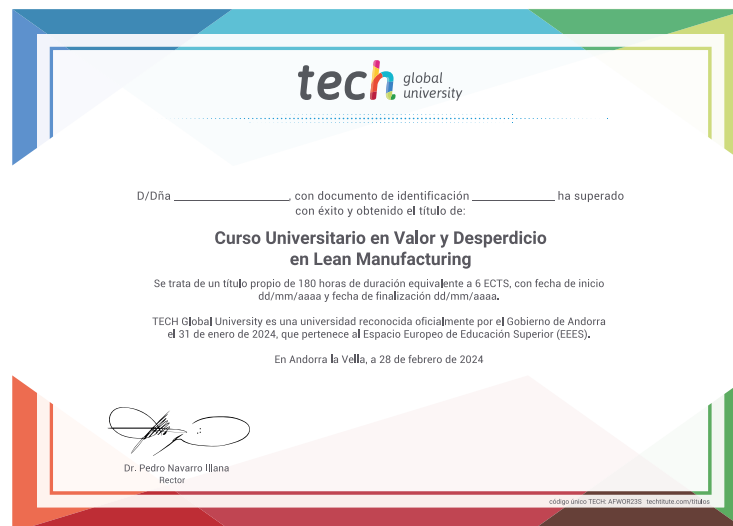 tech global
university
D/Dña ____________________, con documento de identificación ______________ ha superado
con éxito y obtenido el título de:
Curso Universitario en Valor y Desperdicio
en Lean Manufacturing
Se trata de un título propio de 180 horas de duración equivalente a 6 ECTS, con fecha de inicio
dd/mm/aaaa y fecha de finalización dd/mm/aaaa.
TECH Global University es una universidad reconocida oficialmente por el Gobierno de Andorra
el 31 de enero de 2024, que pertenece al Espacio Europeo de Educación Superior (EEES).
En Andorra la Vella, a 28 de febrero de 2024
Dr. Pedro Navarro Illana
Rector
código único TECH: AFWOR23S techtitute.com/titulos